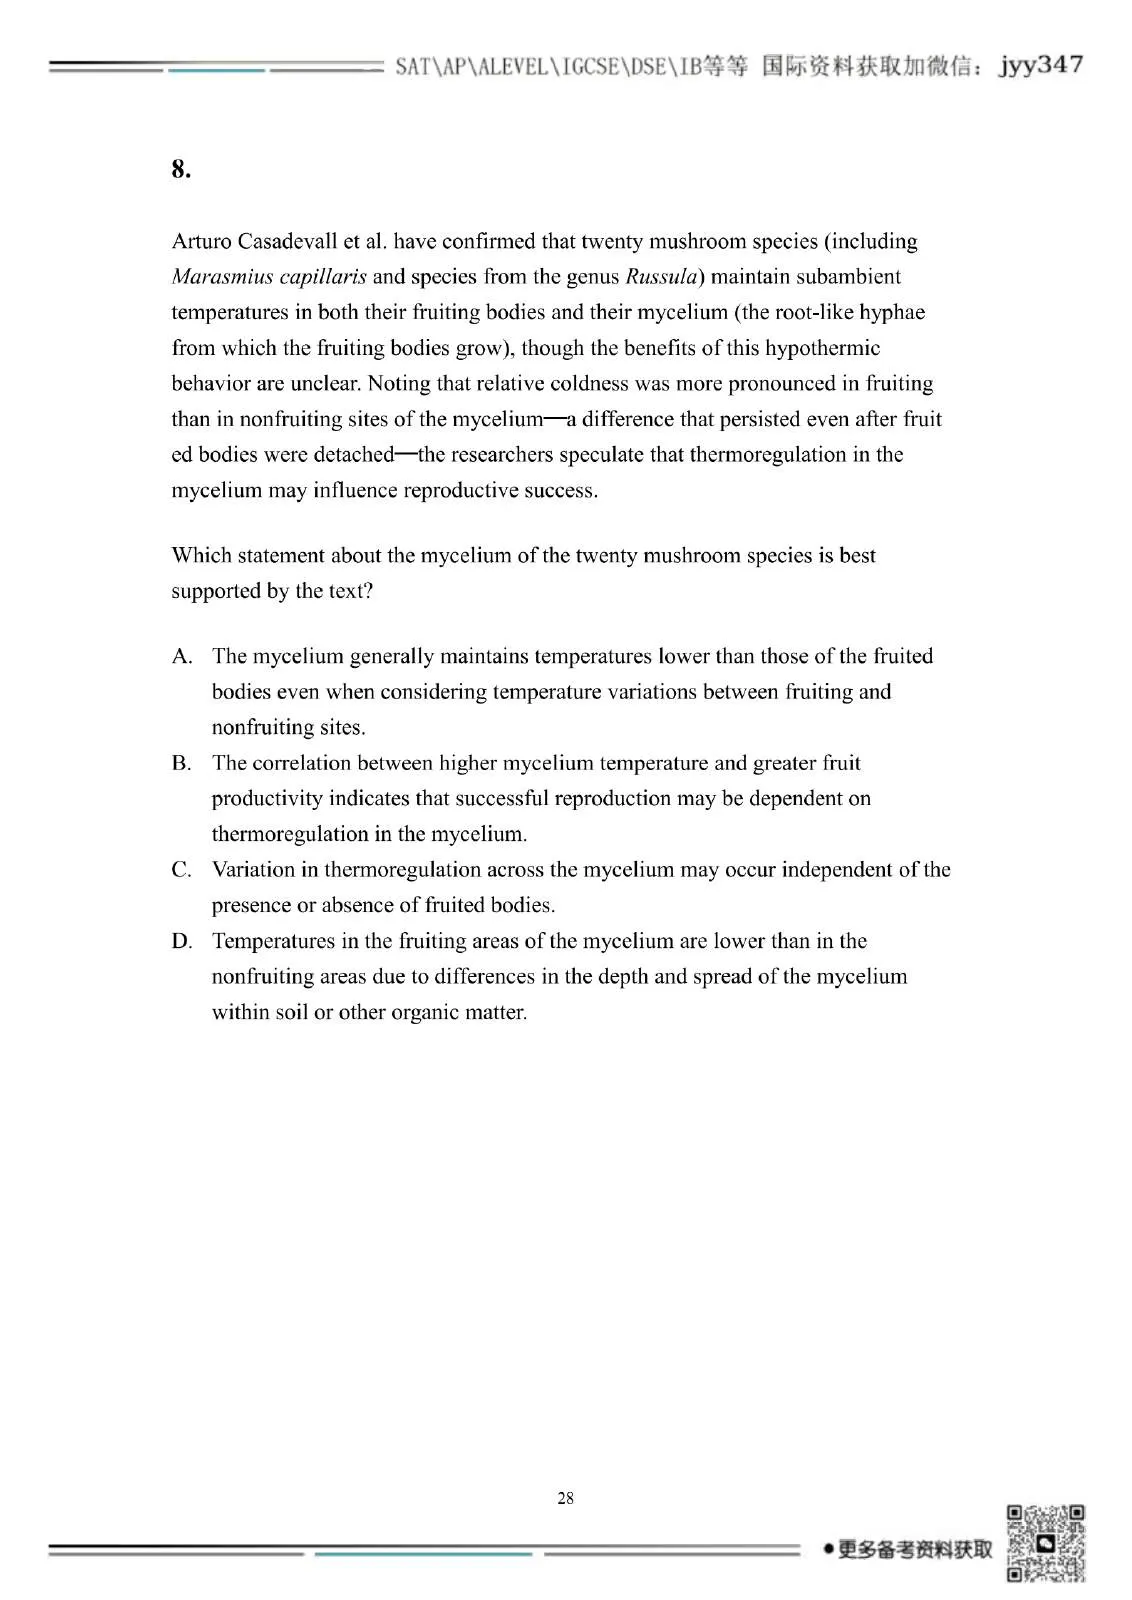 SAT\AP\ALEVEL\IGCSE\DSE\IB等等 国际资料获取加微信: jyy347
8.
Arturo Casadevall et al. have confirmed that twenty mushroom species (including
Marasmius capillaris and species from the genus Russula) maintain subambient
temperatures in both their fruiting bodies and their mycelium (the root-like hyphae
from which the fruiting bodies grow), though the benefits of this hypothermic
behavior are unclear. Noting that relative coldness was more pronounced in fruiting
than in nonfruiting sites of the mycelium—a difference that persisted even after fruit
ed bodies were detached—the researchers speculate that thermoregulation in the
mycelium may influence reproductive success.
Which statement about the mycelium of the twenty mushroom species is best
supported by the text?
A. The mycelium generally maintains temperatures lower than those of the fruited
bodies even when considering temperature variations between fruiting and
nonfruiting sites.
B. The correlation between higher mycelium temperature and greater fruit
productivity indicates that successful reproduction may be dependent on
thermoregulation in the mycelium.
C. Variation in thermoregulation across the mycelium may occur independent of the
presence or absence of fruited bodies.
D. Temperatures in the fruiting areas of the mycelium are lower than in the
nonfruiting areas due to differences in the depth and spread of the mycelium
within soil or other organic matter.
28
●更多备考资料获取